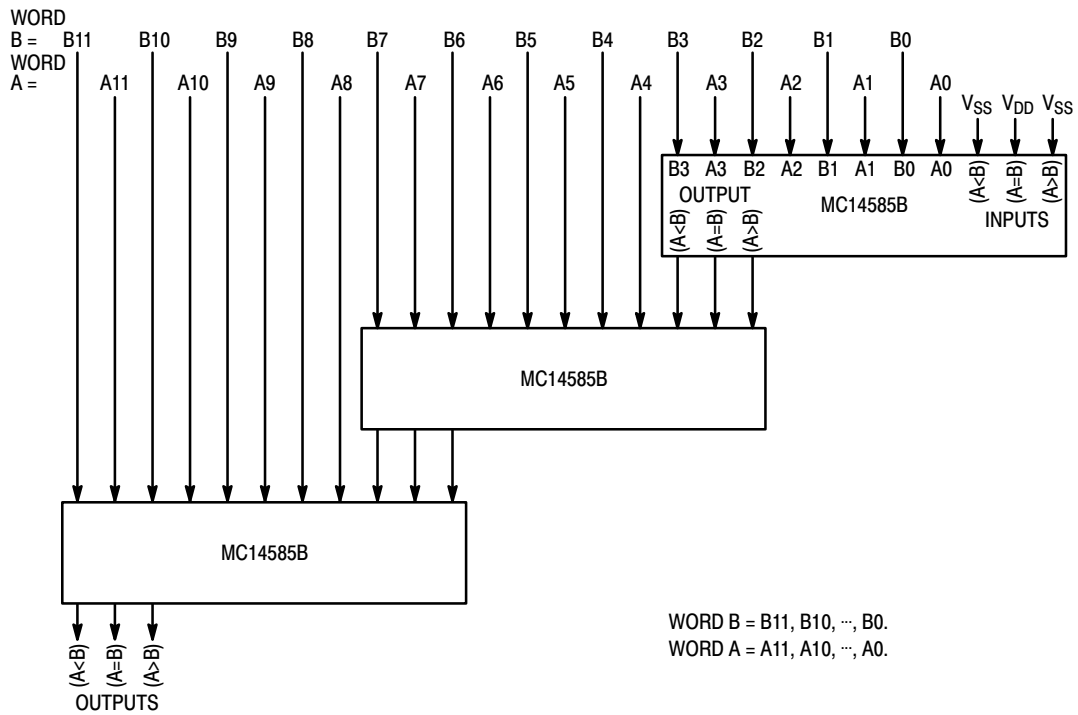 WORD
B = B11 B10 B9 B8 B7 B6 B5 B4 B3 B2 B1 B0
WORD
A = A11 A10 A9 A8 A7 A6 A5 A4 A3 A2 A1 A0
VSS VDD VSS
B3 A3 B2 A2 B1 A1 B0 A0 (A<B) (A=B) (A>B)
OUTPUT
MC14585B
INPUTS
(A<B) (A=B) (A>B)
MC14585B
MC14585B
(A<B) (A=B) (A>B)
OUTPUTS
WORD B = B11, B10, ···, B0.
WORD A = A11, A10, ···, A0.